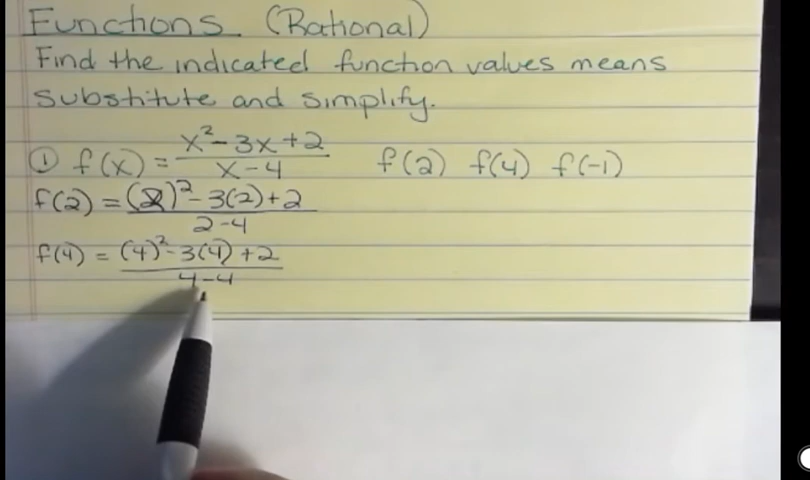 Functions (Rational)
Find the indicated function values means
substitute and simplify.
① f(x) = x² - 3x + 2 / x - 4 f(2) f(4) f(-1)
f(2) = (2)² - 3(2) + 2 / 2 - 4
f(4) = (4)² - 3(4) + 2 / 4 - 4